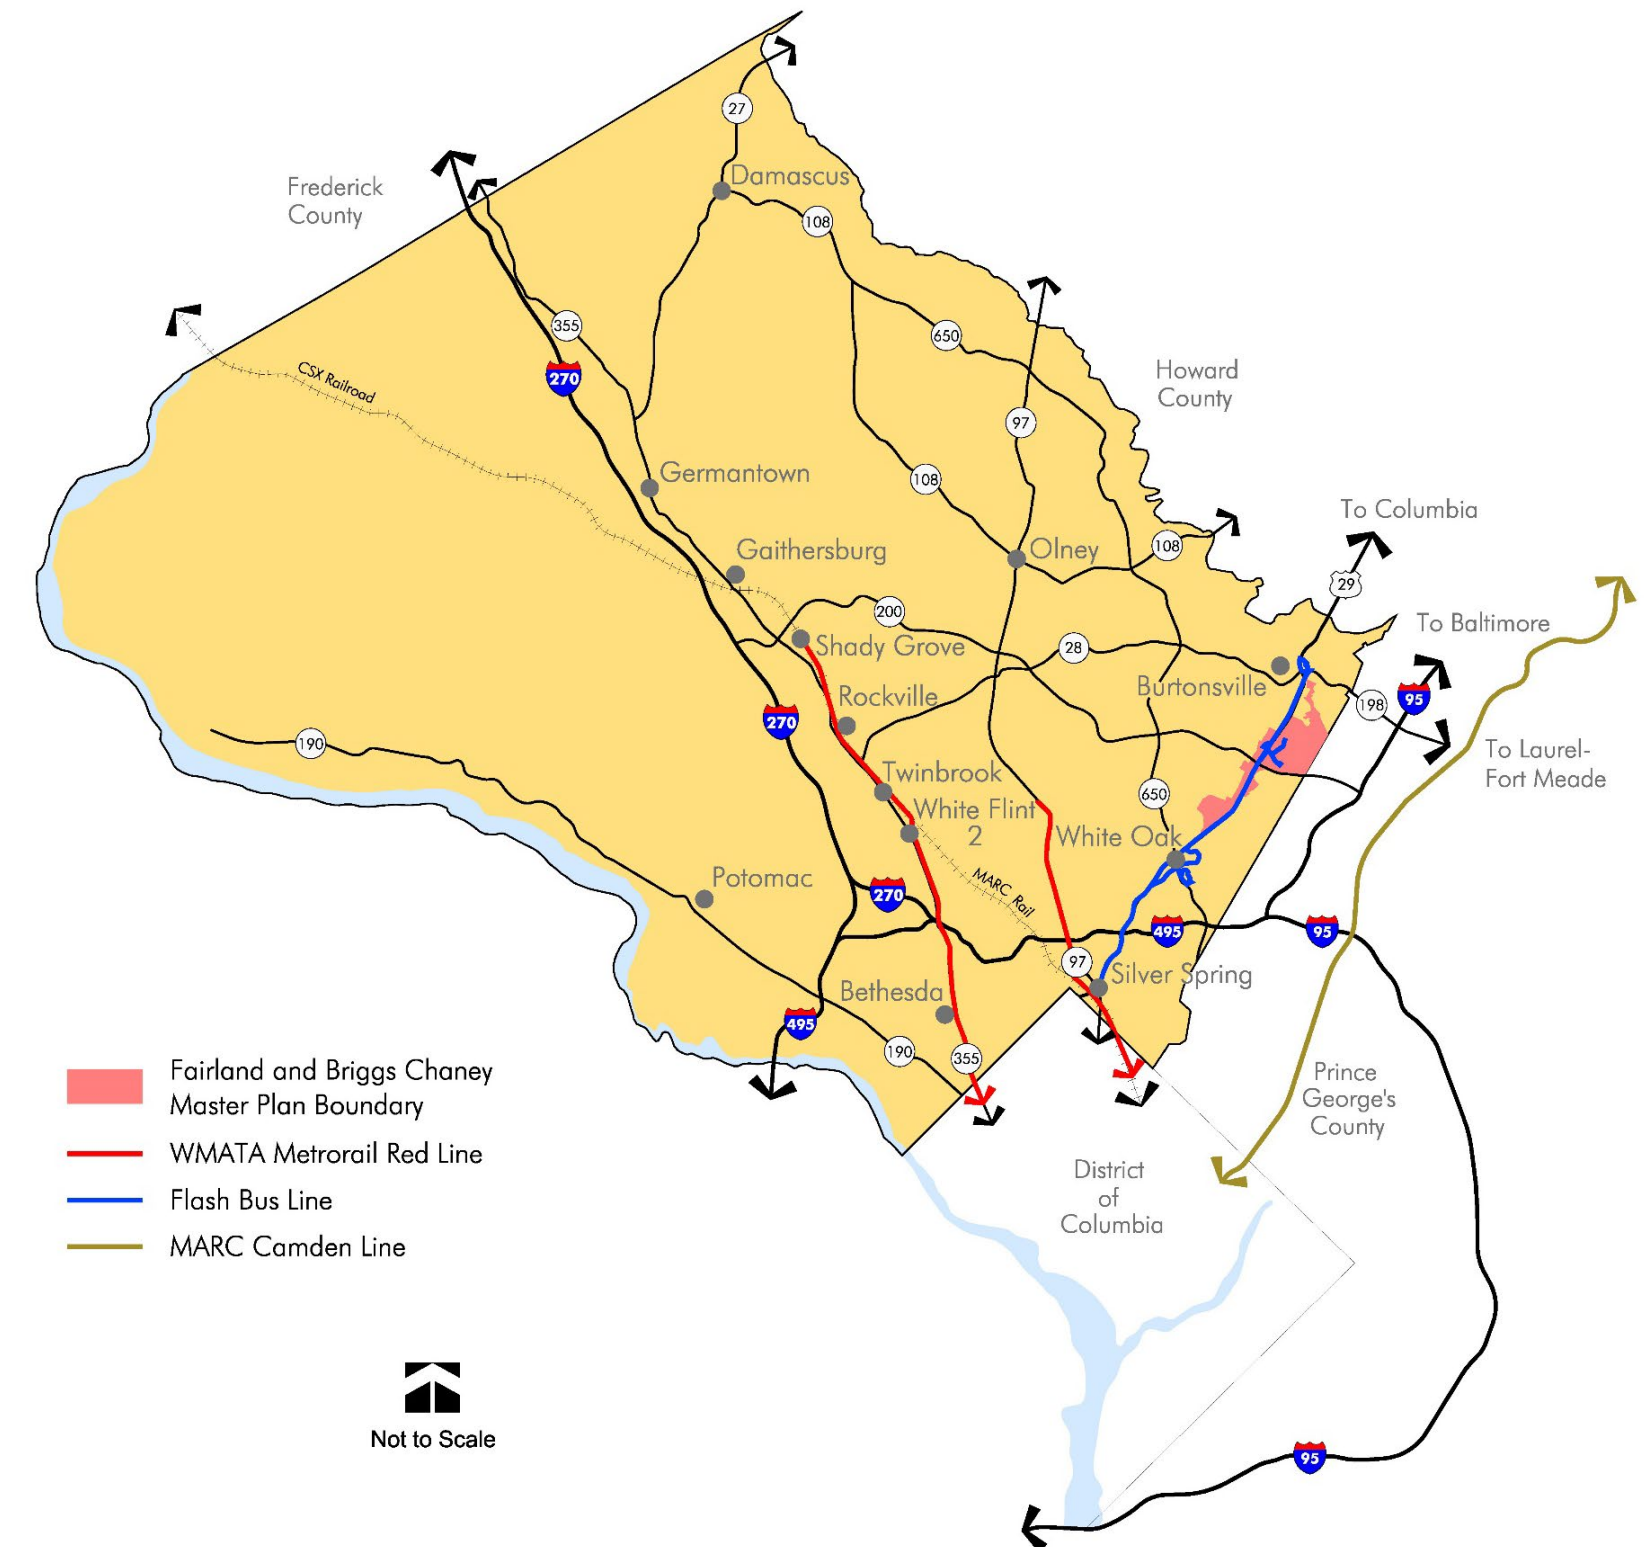 27
Damascus
108
Frederick
County
355
270
CSX Railroad
650
Howard
County
97
108
Germantown
To Columbia
Gaithersburg
Olney
108
29
200
To Baltimore
Shady Grove
28
Burtonsville
Rockville
198
95
270
190
To Laurel-
Fort Meade
Twinbrook
White Flint
2
650
White Oak
Potomac
MARC Rail
270
495
95
97
Silver Spring
Bethesda
495
190
355
Fairland and Briggs Chaney
Master Plan Boundary
WMATA Metrorail Red Line
Flash Bus Line
MARC Camden Line
Prince
George's
County
District
of
Columbia
Not to Scale
95